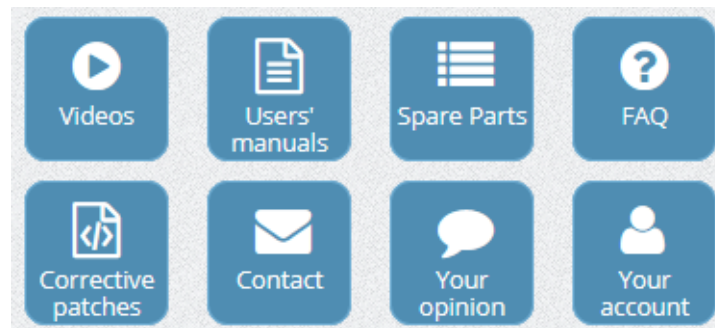 Videos
Users'
manuals
Spare Parts
FAQ
Corrective
patches
Contact
Your
opinion
Your
account